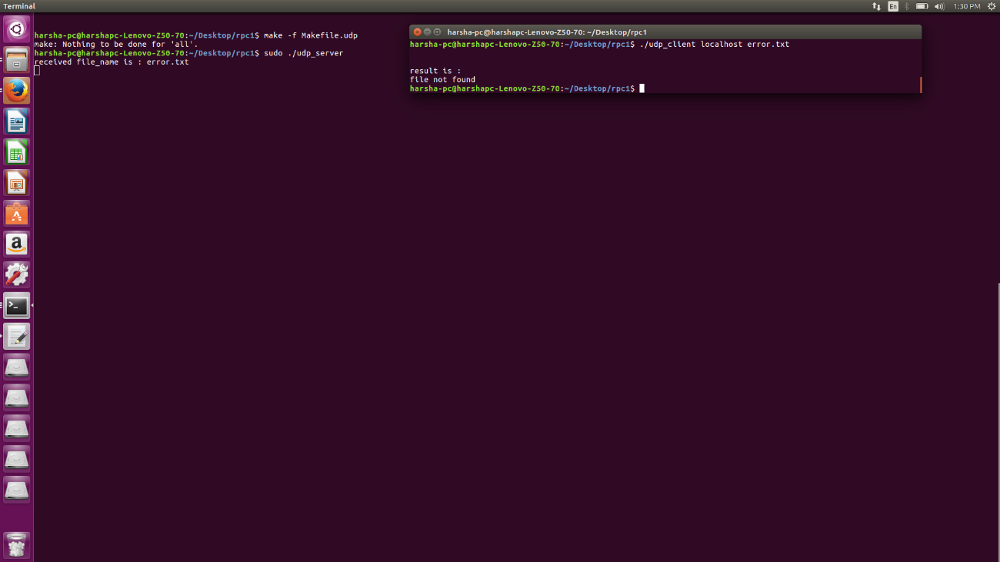 Terminal
En
1:30 PM
harsha-pc@harshapc-Lenovo-Z50-70:~/Desktop/rpc1$ make -f Makefile.udp
make: Nothing to be done for 'all'.
harsha-pc@harshapc-Lenovo-Z50-70:~/Desktop/rpc1$ sudo ./udp_server
received file_name is : error.txt
harsha-pc@harshapc-Lenovo-Z50-70: ~/Desktop/rpc1
harsha-pc@harshapc-Lenovo-Z50-70:~/Desktop/rpc1$ ./udp_client localhost error.txt
result is :
file not found
harsha-pc@harshapc-Lenovo-Z50-70:~/Desktop/rpc1$